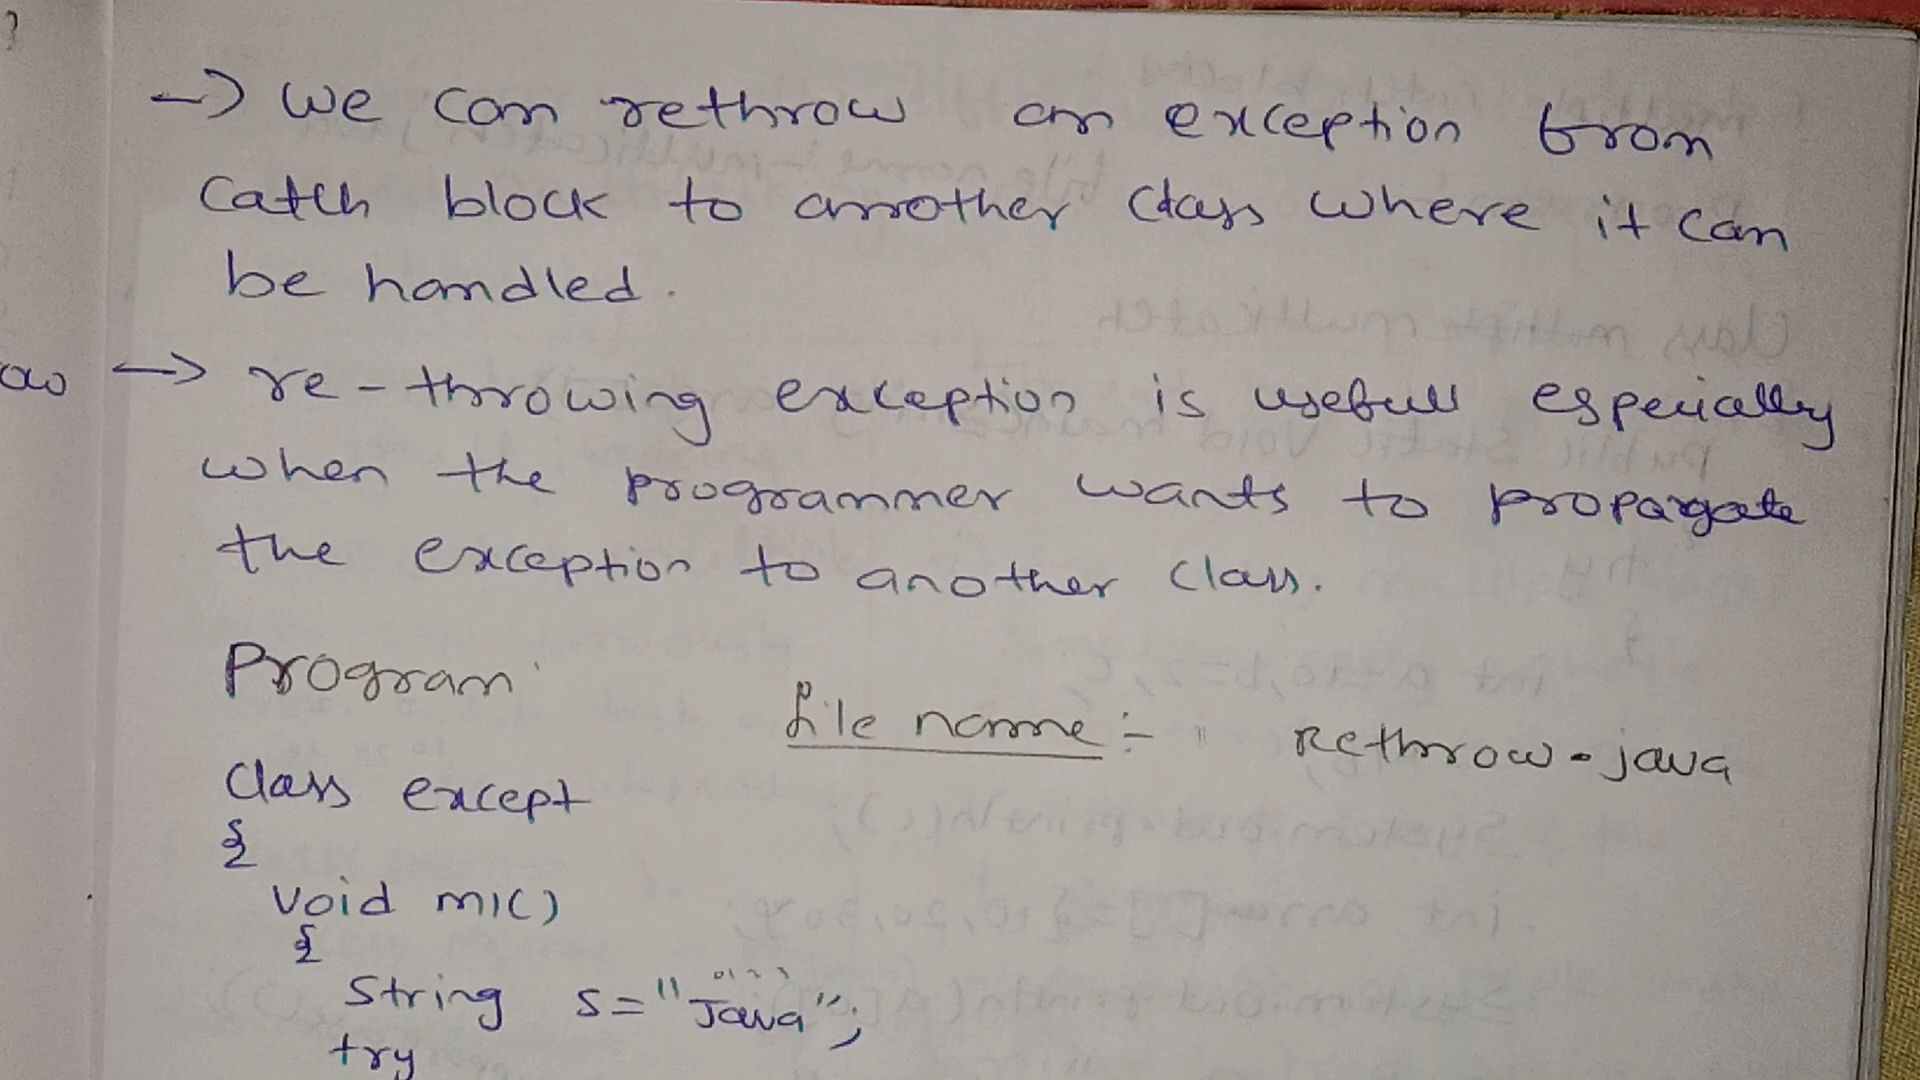 -> we can rethrow an exception from
catch block to another class where it can
be handled.
-> re-throwing exception is usefull especially
when the programmer wants to propargate
the exception to another class.
Program
file name :- Rethrow.java
class except
{
void m1()
{
0123
String s="Java";
try